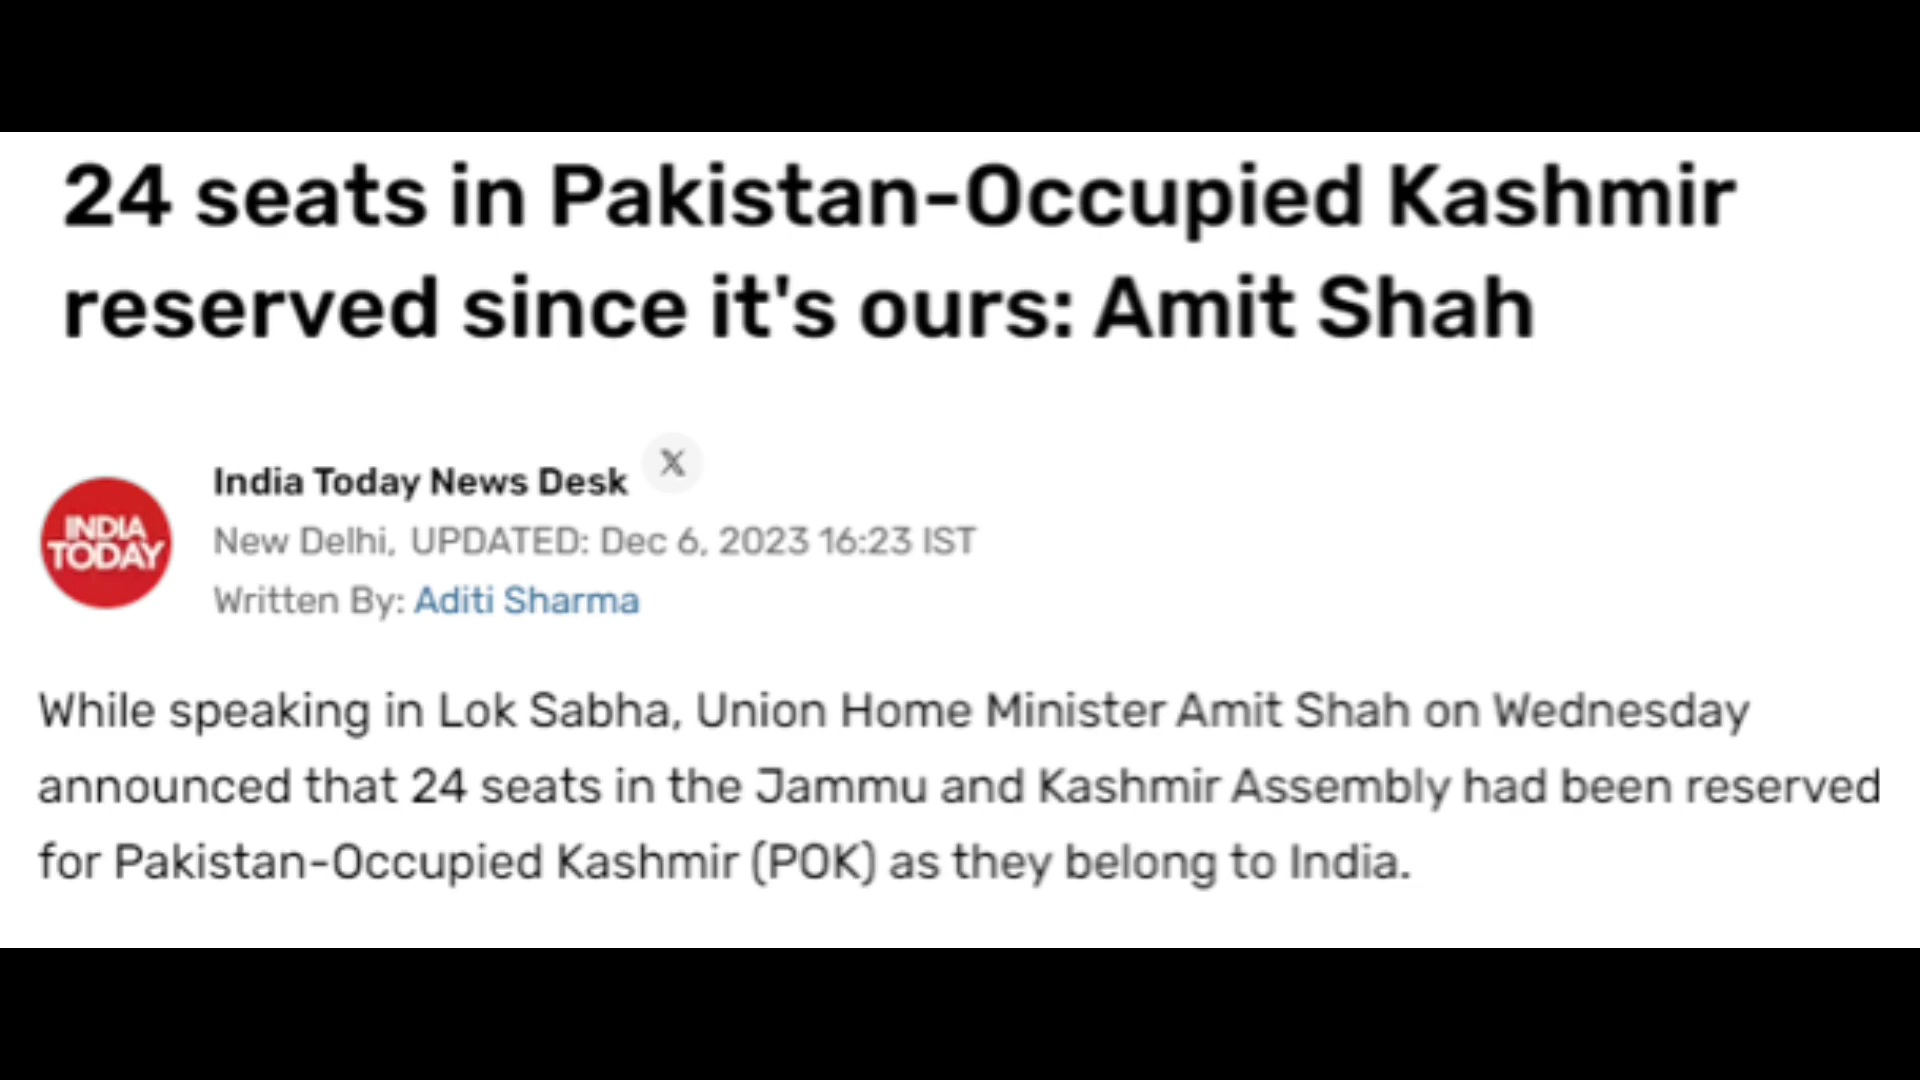 24 seats in Pakistan-Occupied Kashmir
reserved since it's ours: Amit Shah
India Today News Desk X
INDIA
TODAY
New Delhi, UPDATED: Dec 6, 2023 16:23 IST
Written By: Aditi Sharma
While speaking in Lok Sabha, Union Home Minister Amit Shah on Wednesday
announced that 24 seats in the Jammu and Kashmir Assembly had been reserved
for Pakistan-Occupied Kashmir (POK) as they belong to India.